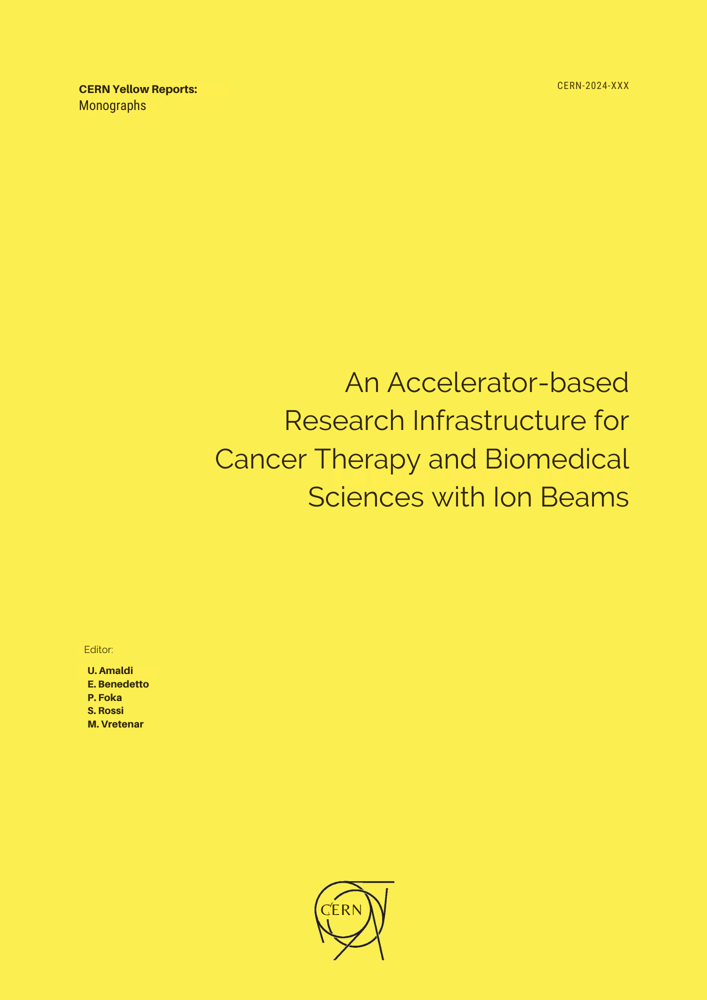 CERN Yellow Reports:
Monographs
CERN-2024-XXX
An Accelerator-based
Research Infrastructure for
Cancer Therapy and Biomedical
Sciences with Ion Beams
Editor:
U. Amaldi
E. Benedetto
P. Foka
S. Rossi
M. Vretenar
CERN